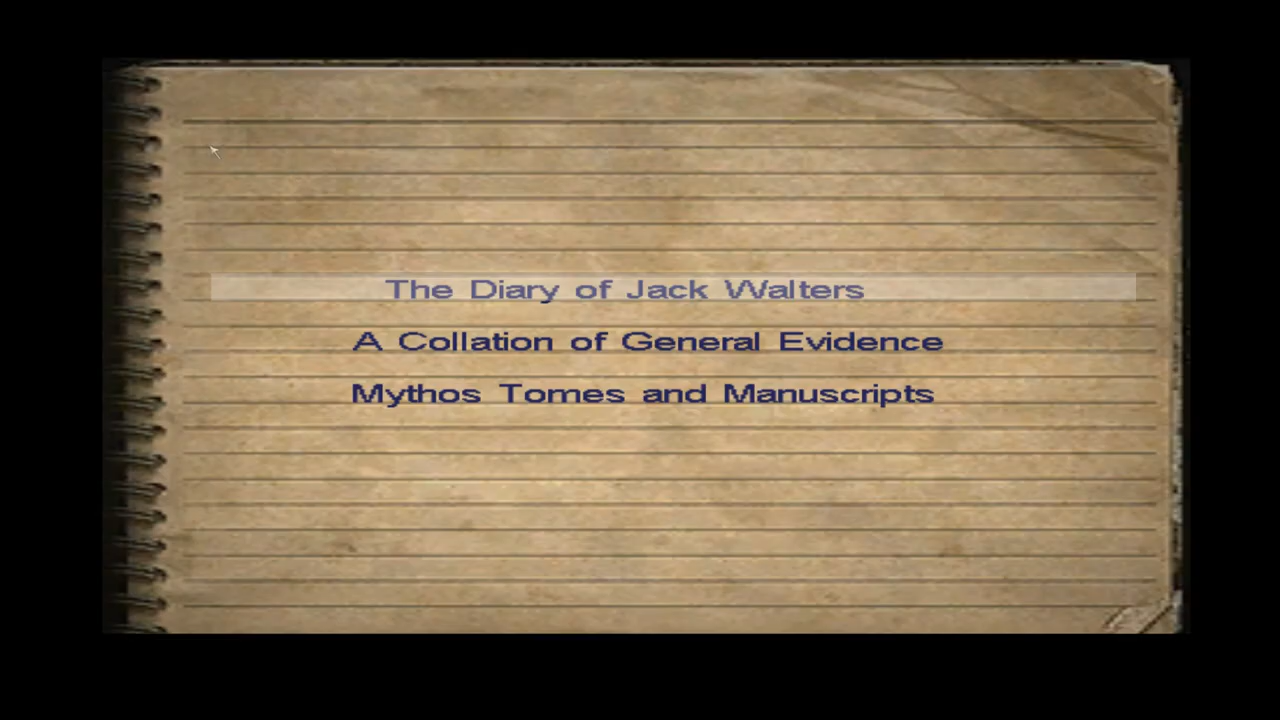 The Diary of Jack Walters
A Collation of General Evidence
Mythos Tomes and Manuscripts